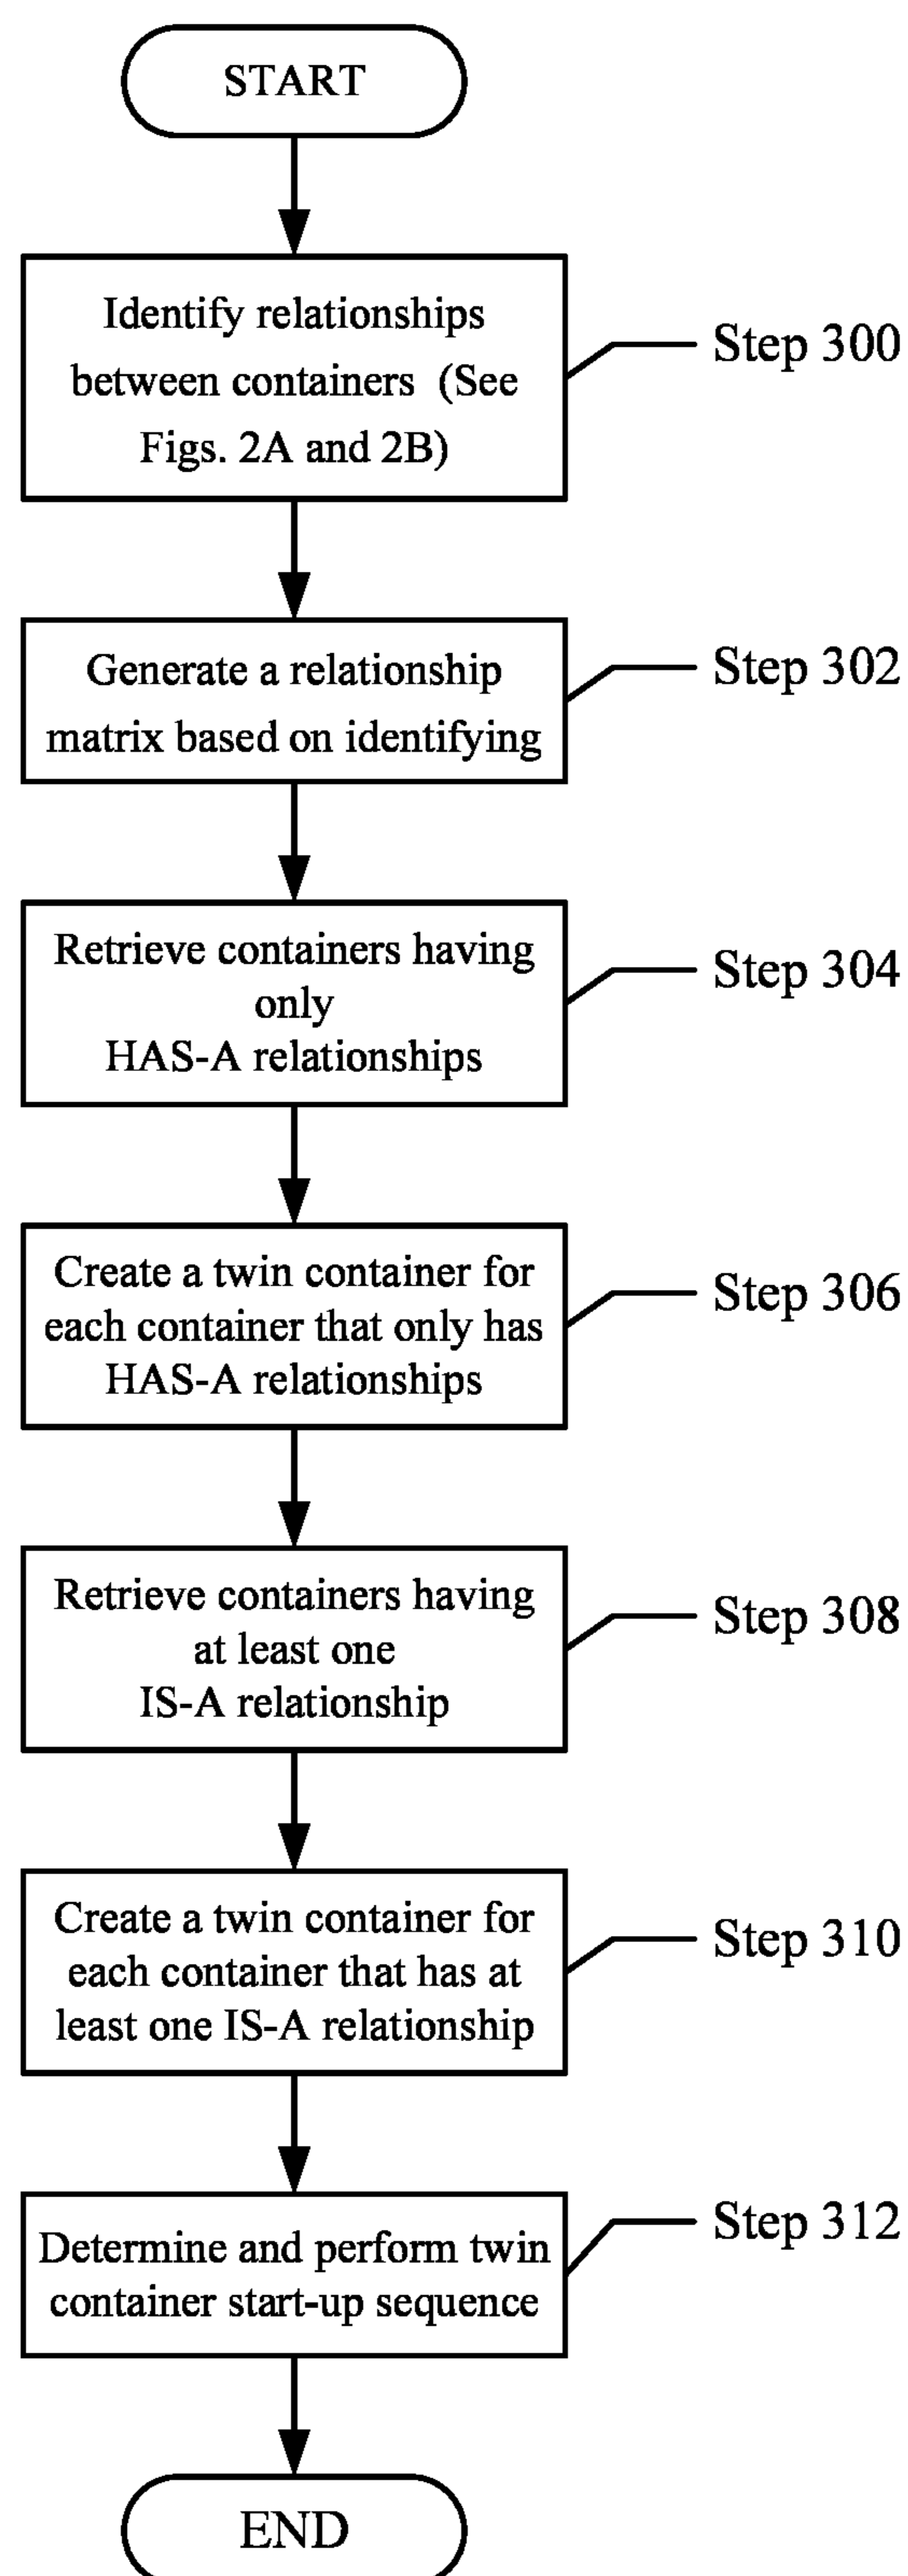 START
Identify relationships
between containers (See
Figs. 2A and 2B)
Step 300
Generate a relationship
matrix based on identifying
Step 302
Retrieve containers having
only
HAS-A relationships
Step 304
Create a twin container for
each container that only has
HAS-A relationships
Step 306
Retrieve containers having
at least one
IS-A relationship
Step 308
Create a twin container for
each container that has at
least one IS-A relationship
Step 310
Determine and perform twin
container start-up sequence
Step 312
END